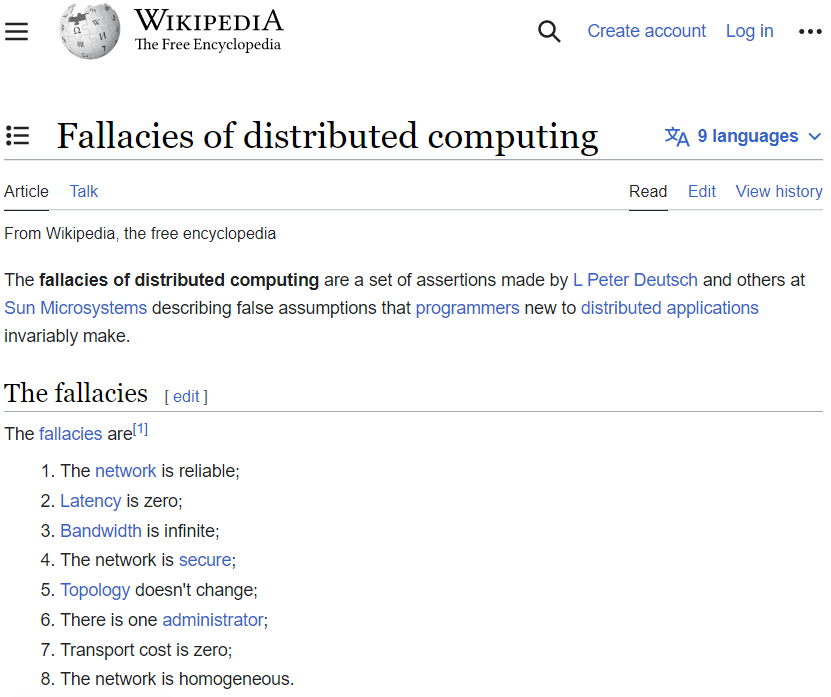 WIKIPEDIA
The Free Encyclopedia
Create account Log in
Fallacies of distributed computing
9 languages
Article Talk Read Edit View history
From Wikipedia, the free encyclopedia
The fallacies of distributed computing are a set of assertions made by L Peter Deutsch and others at
Sun Microsystems describing false assumptions that programmers new to distributed applications
invariably make.
The fallacies [ edit ]
The fallacies are[1]
1. The network is reliable;
2. Latency is zero;
3. Bandwidth is infinite;
4. The network is secure;
5. Topology doesn't change;
6. There is one administrator;
7. Transport cost is zero;
8. The network is homogeneous.